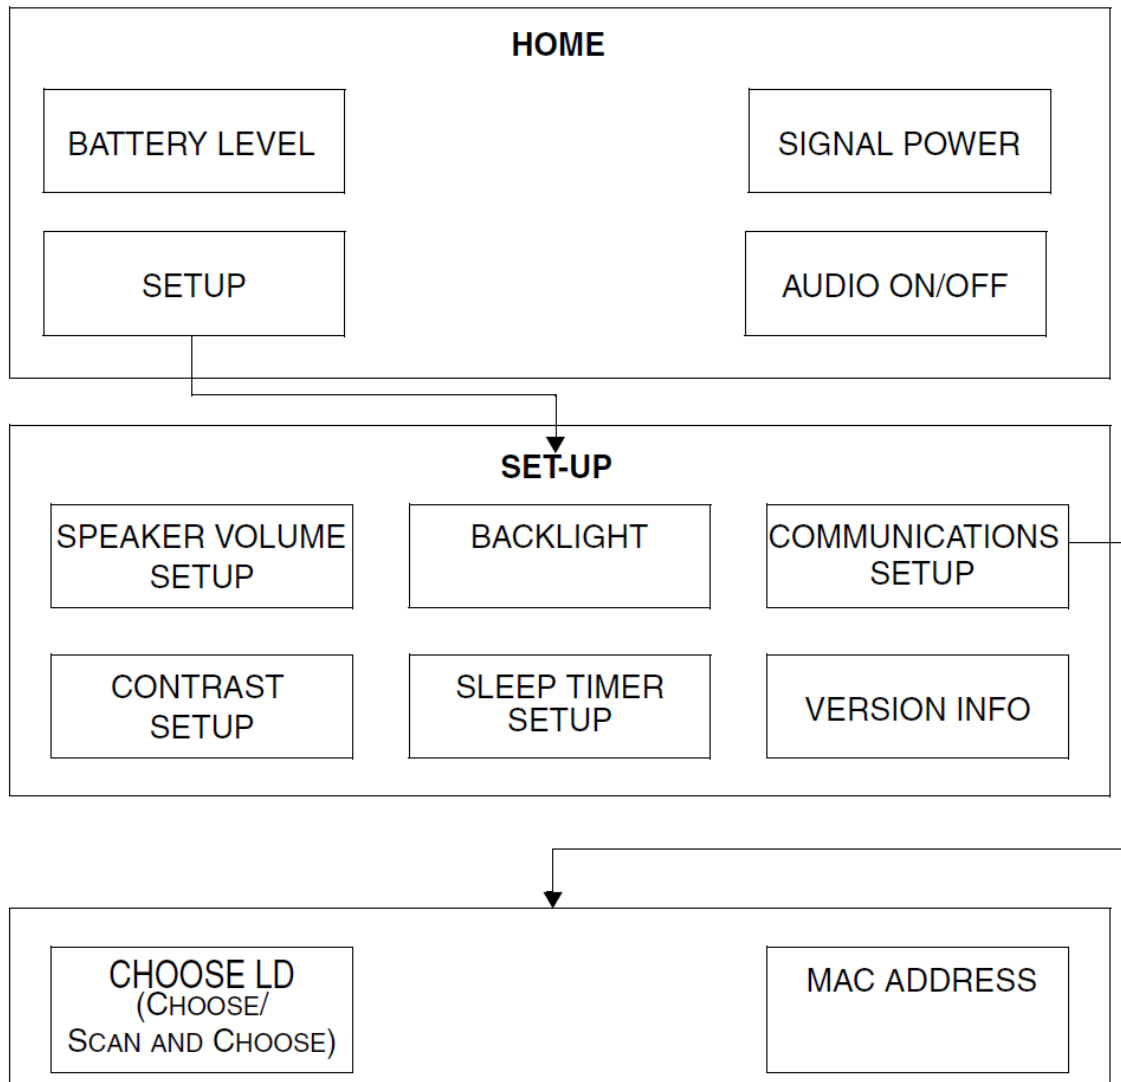 HOME
BATTERY LEVEL
SIGNAL POWER
SETUP
AUDIO ON/OFF
SET-UP
SPEAKER VOLUME
SETUP
BACKLIGHT
COMMUNICATIONS
SETUP
CONTRAST
SETUP
SLEEP TIMER
SETUP
VERSION INFO
CHOOSE LD
(CHOOSE/
SCAN AND CHOOSE)
MAC ADDRESS